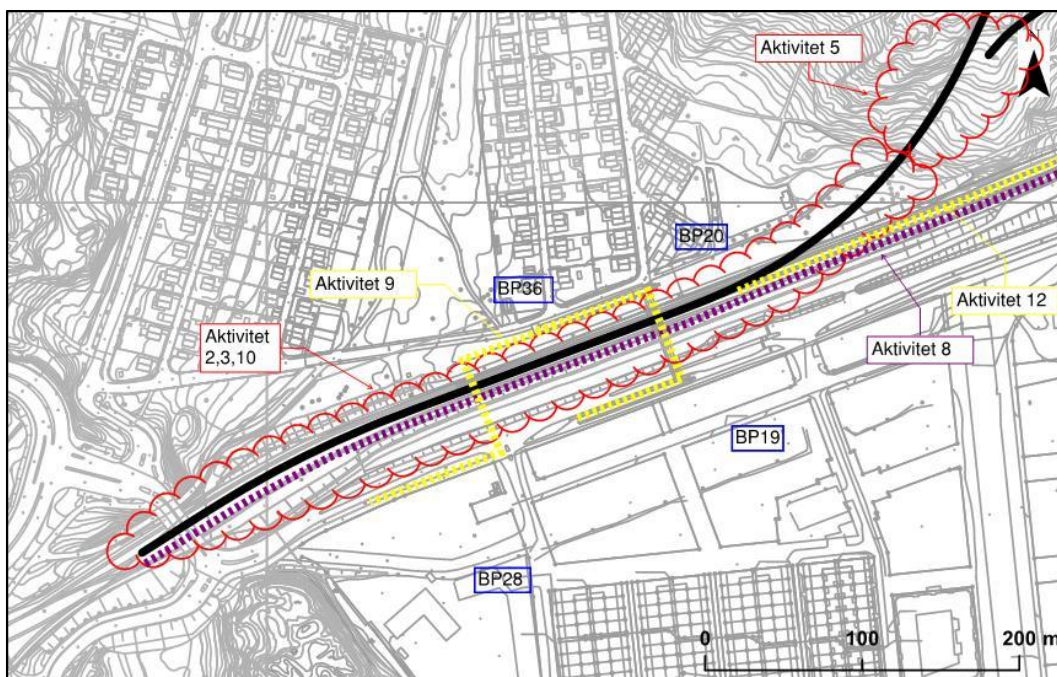 Aktivitet 5
BP20
Aktivitet 9
BP36
Aktivitet 12
Aktivitet
2,3,10
Aktivitet 8
BP19
BP28
0 100 200 m